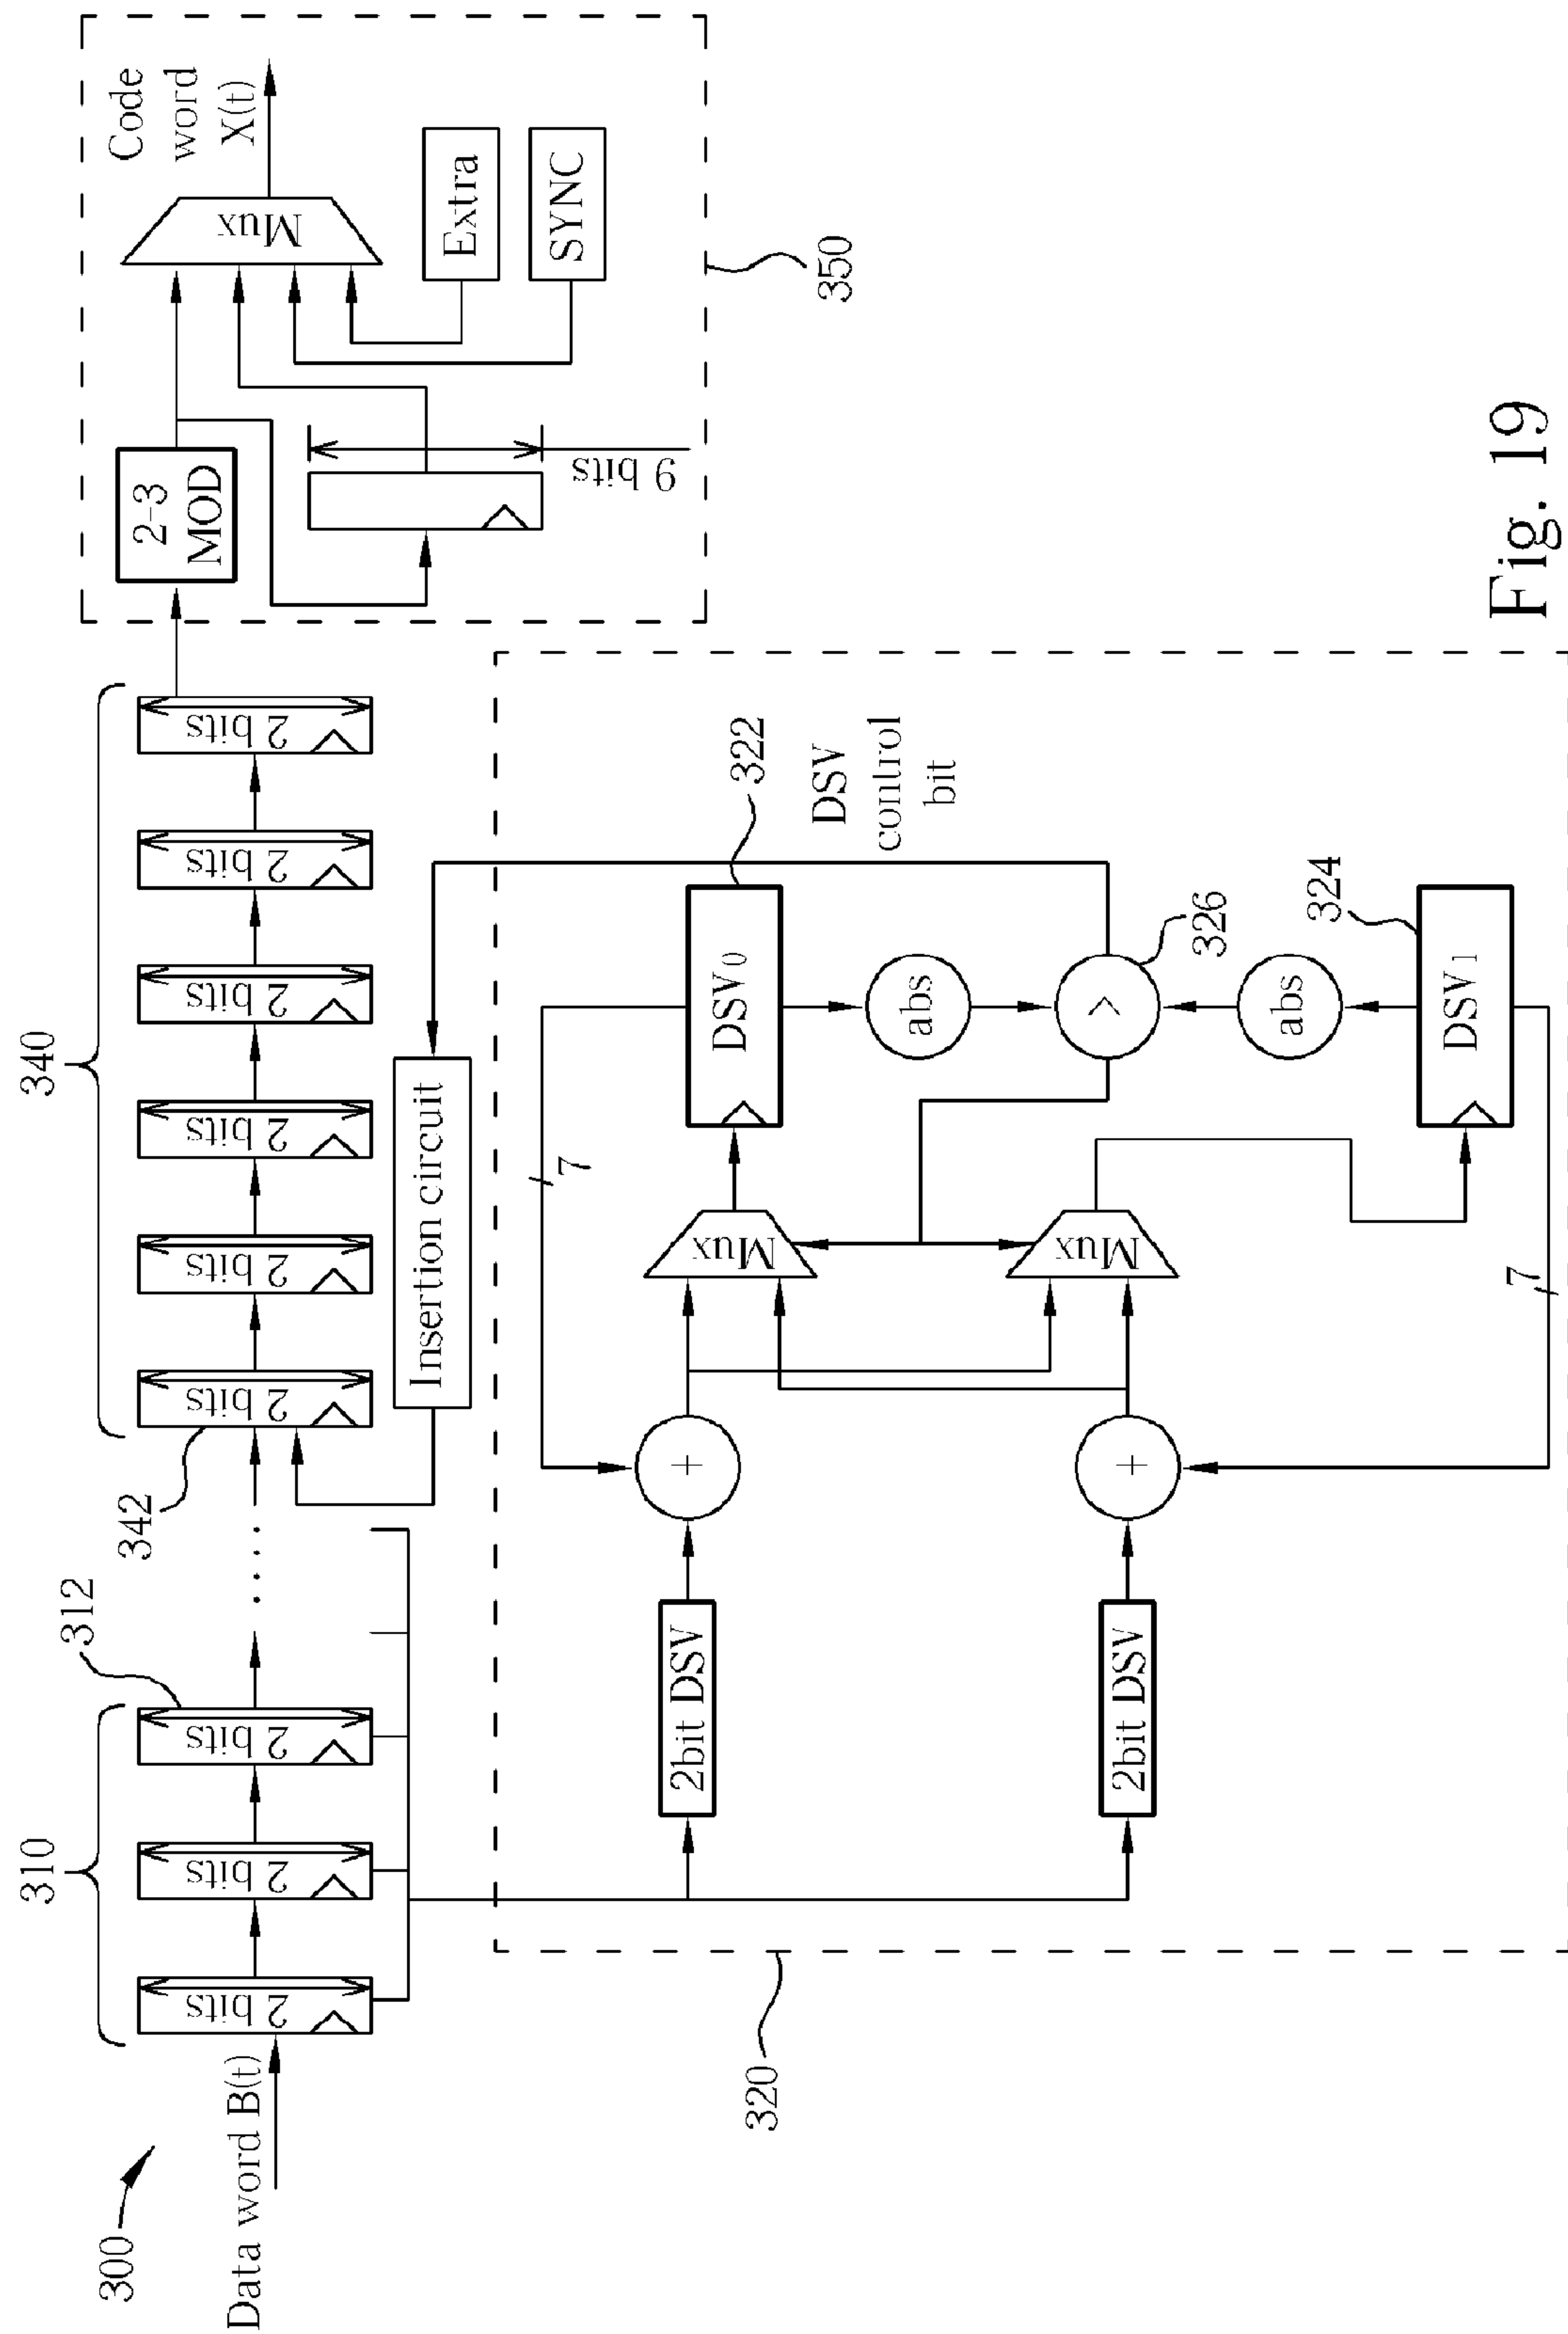 300
Data word B(t)
310
2 bits
2 bits
2 bits
312
342
340
2 bits
2 bits
2 bits
2 bits
2 bits
2 bits
Insertion circuit
2-3
MOD
9 bits
Mux
Code
word
X(t)
Extra
SYNC
350
320
2bit DSV
2bit DSV
+
+
7
7
Mux
Mux
DSV0
322
abs
>
326
abs
DSV1
324
DSV
control
bit
Fig. 19